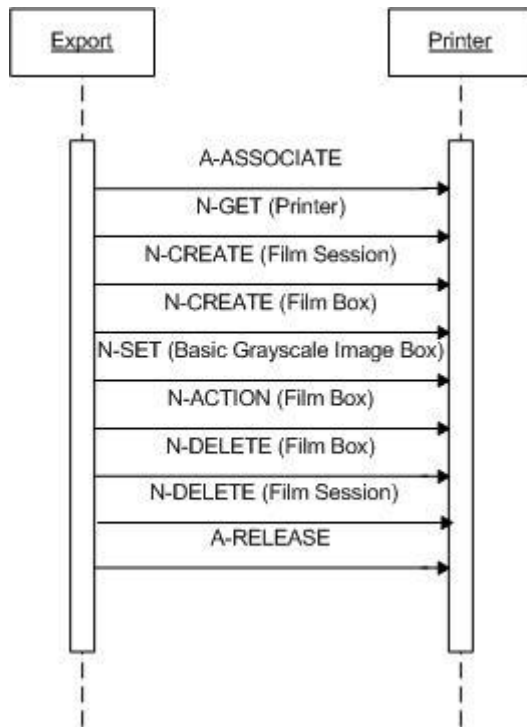 Export
Printer
A-ASSOCIATE
N-GET (Printer)
N-CREATE (Film Session)
N-CREATE (Film Box)
N-SET (Basic Grayscale Image Box)
N-ACTION (Film Box)
N-DELETE (Film Box)
N-DELETE (Film Session)
A-RELEASE